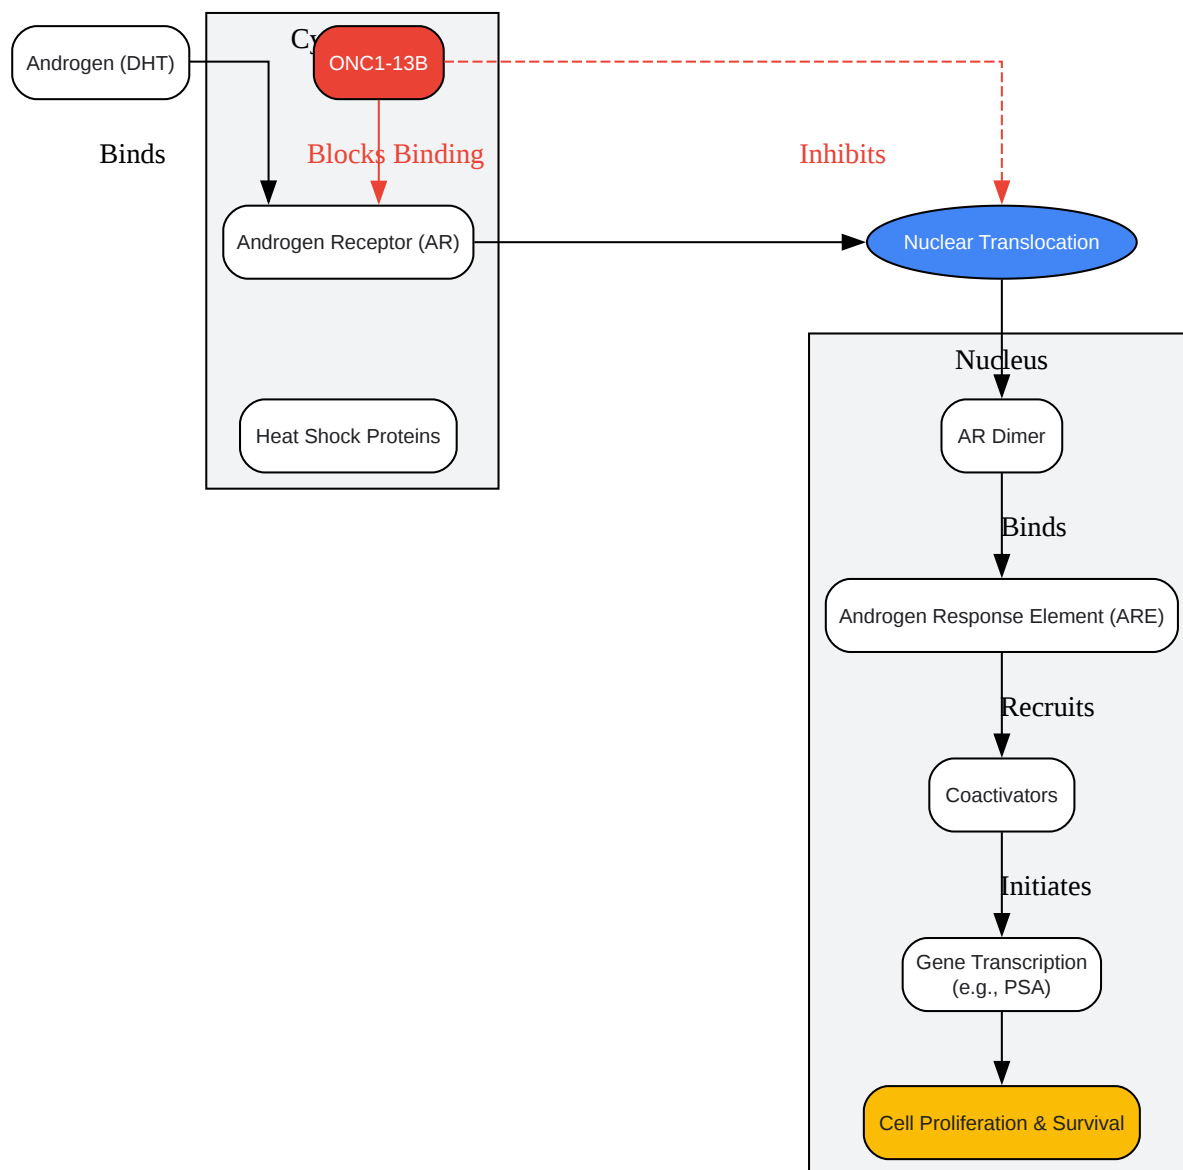 Androgen (DHT)
ONC1-13B
Binds
Blocks Binding
Inhibits
Androgen Receptor (AR)
Nuclear Translocation
Nucleus
Heat Shock Proteins
AR Dimer
Binds
Androgen Response Element (ARE)
Recruits
Coactivators
Initiates
Gene Transcription
(e.g., PSA)
Cell Proliferation & Survival